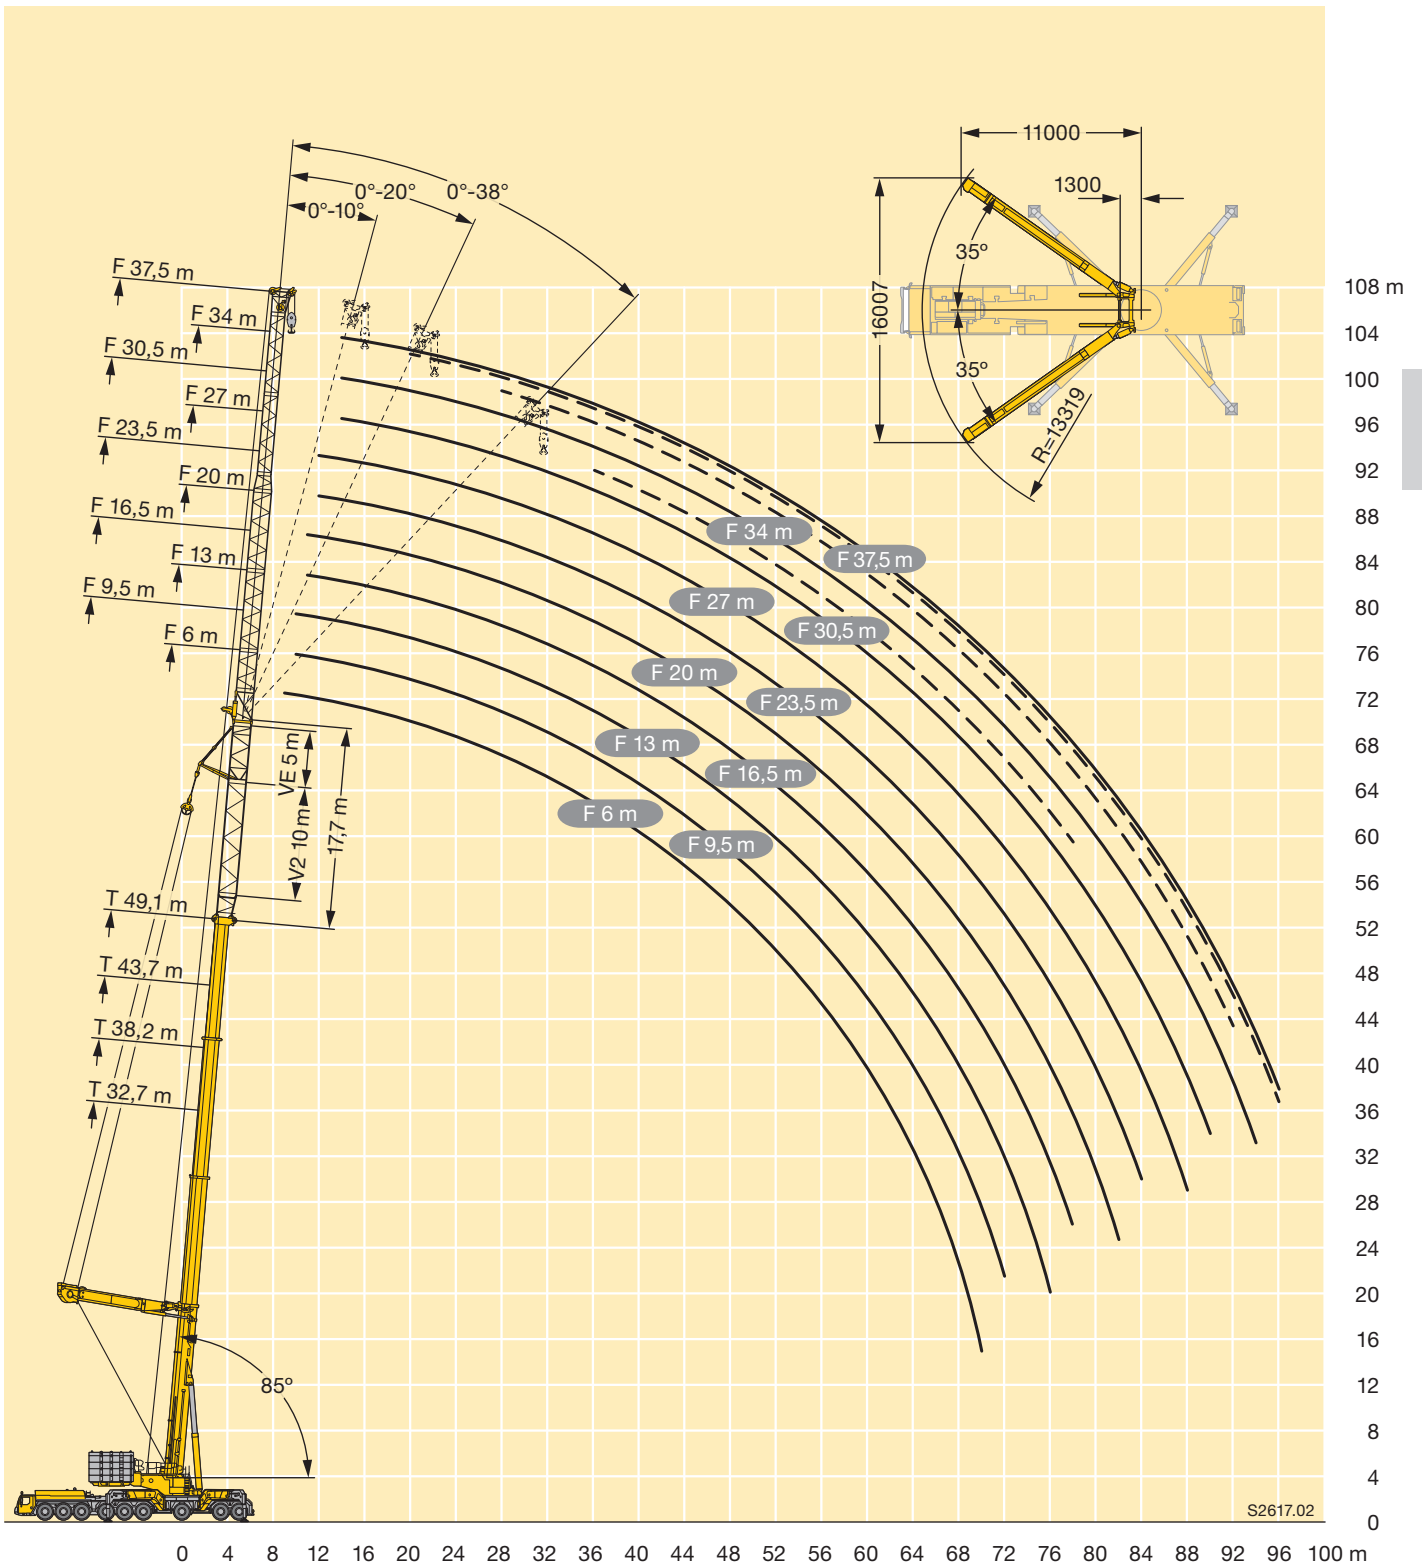 11000
1300
0°-20°
0°-38°
0°-10°
35º
16007
35º
R=13319
F 37,5 m
F 34 m
F 30,5 m
F 27 m
F 23,5 m
F 20 m
F 16,5 m
F 13 m
F 9,5 m
F 6 m
VE 5 m
V2 10 m
17,7 m
T 49,1 m
T 43,7 m
T 38,2 m
T 32,7 m
85º
F 34 m
F 37,5 m
F 27 m
F 30,5 m
F 20 m
F 23,5 m
F 13 m
F 16,5 m
F 6 m
F 9,5 m
108 m
104
100
96
92
88
84
80
76
72
68
64
60
56
52
48
44
40
36
32
28
24
20
16
12
8
4
0
S2617.02
0 4 8 12 16 20 24 28 32 36 40 44 48 52 56 60 64 68 72 76 80 84 88 92 96 100 m